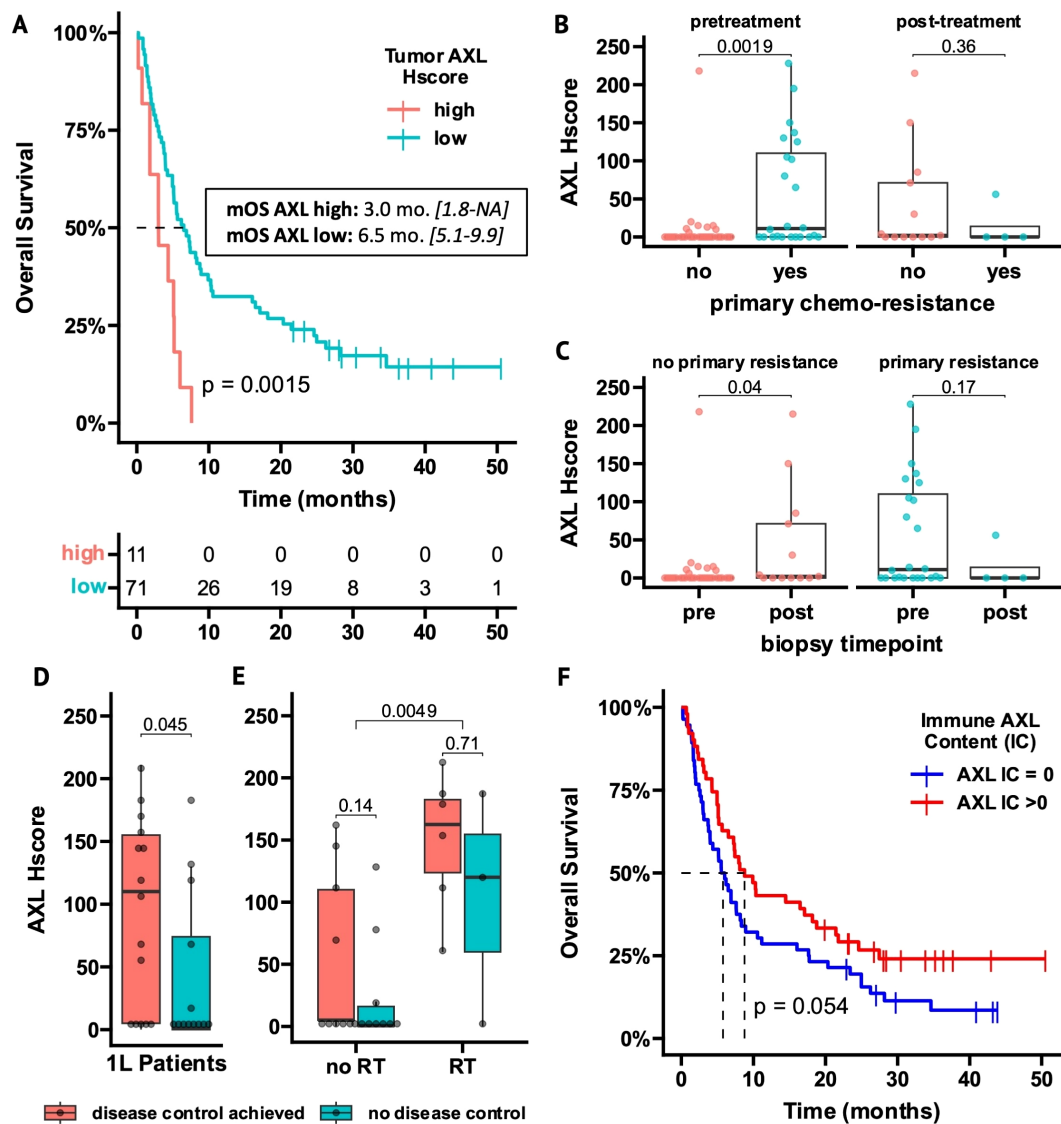 A
100%
75%
50%
25%
0%
Overall Survival
Tumor AXL
Hscore
high
low
mOS AXL high: 3.0 mo. [1.8-NA]
mOS AXL low: 6.5 mo. [5.1-9.9]
p = 0.0015
0 10 20 30 40 50
Time (months)
high 11 0 0 0 0 0
low 71 26 19 8 3 1
0 10 20 30 40 50
B
pretreatment post-treatment
0.0019 0.36
250
200
150
100
50
0
AXL Hscore
no yes no yes
primary chemo-resistance
C
no primary resistance primary resistance
0.04 0.17
250
200
150
100
50
0
AXL Hscore
pre post pre post
biopsy timepoint
D
0.045
250
200
150
100
50
0
AXL Hscore
1L Patients
E
0.0049
0.71
0.14
250
200
150
100
50
0
no RT RT
disease control achieved no disease control
F
100%
75%
50%
25%
0%
Overall Survival
Immune AXL
Content (IC)
AXL IC = 0
AXL IC >0
p = 0.054
0 10 20 30 40 50
Time (months)